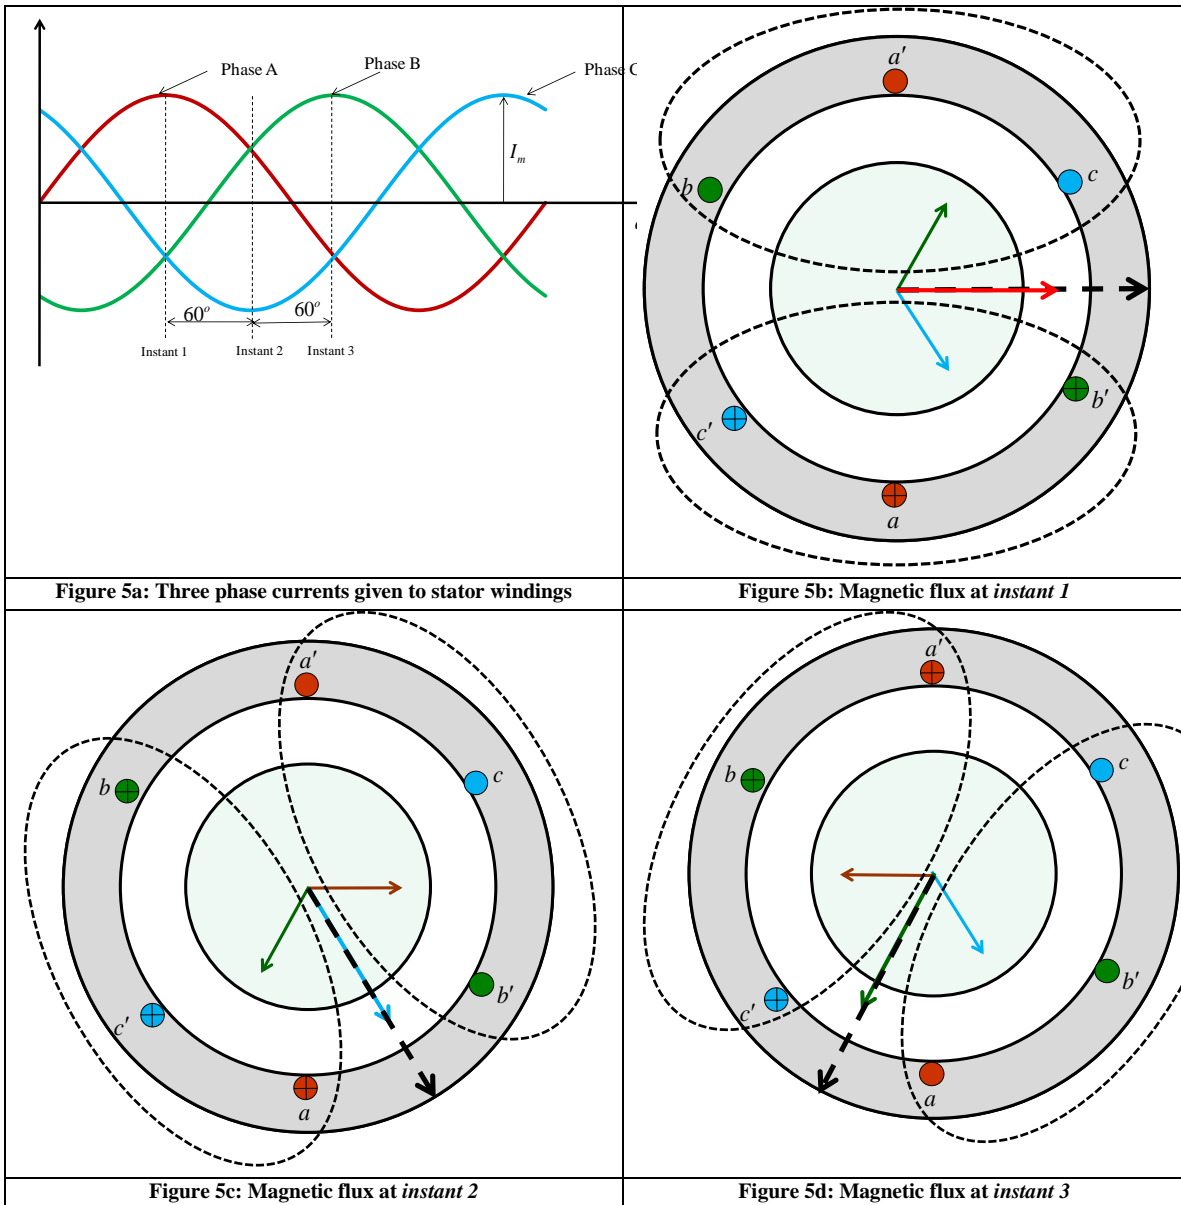 Phase A
Phase B
Phase C
I_m
60°
60°
Instant 1
Instant 2
Instant 3
Figure 5a: Three phase currents given to stator windings
a′
b
c
c′
b′
a
Figure 5b: Magnetic flux at instant 1
a′
b
c
c′
b′
a
Figure 5c: Magnetic flux at instant 2
a′
b
c
c′
b′
a
Figure 5d: Magnetic flux at instant 3